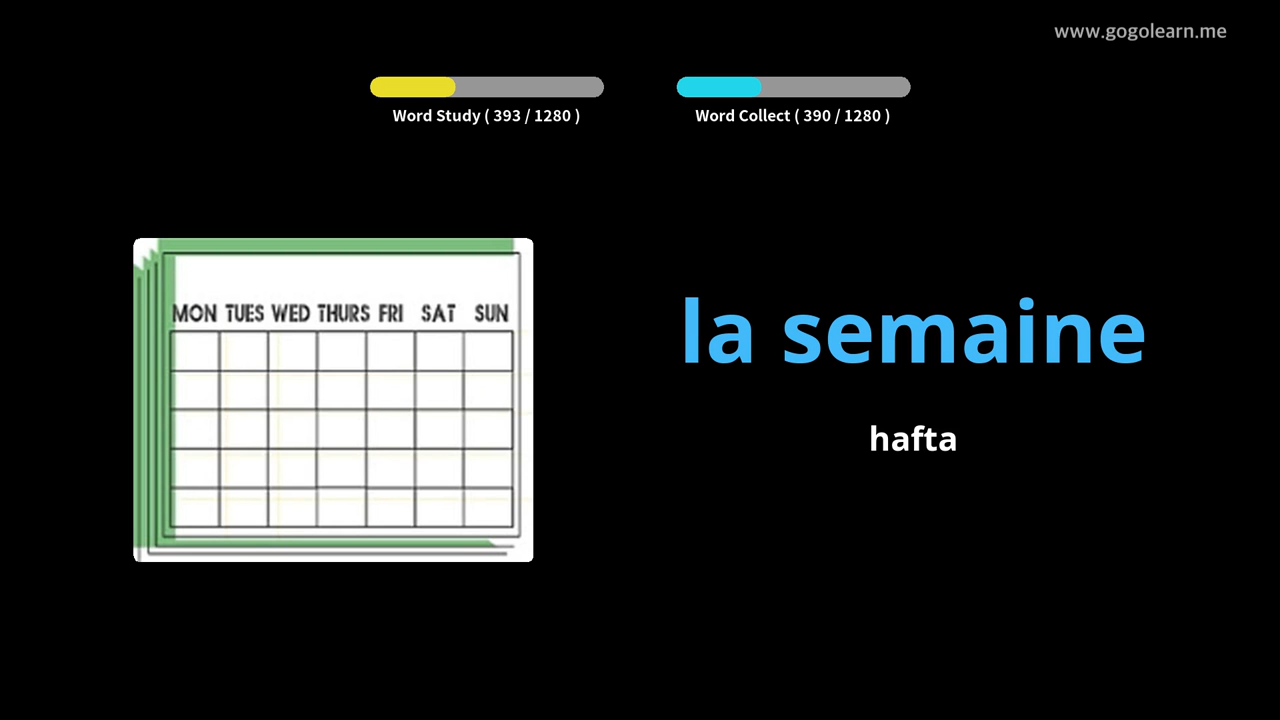 www.gogolearn.me
Word Study ( 393 / 1280 )
Word Collect ( 390 / 1280 )
MON TUES WED THURS FRI SAT SUN
la semaine
hafta